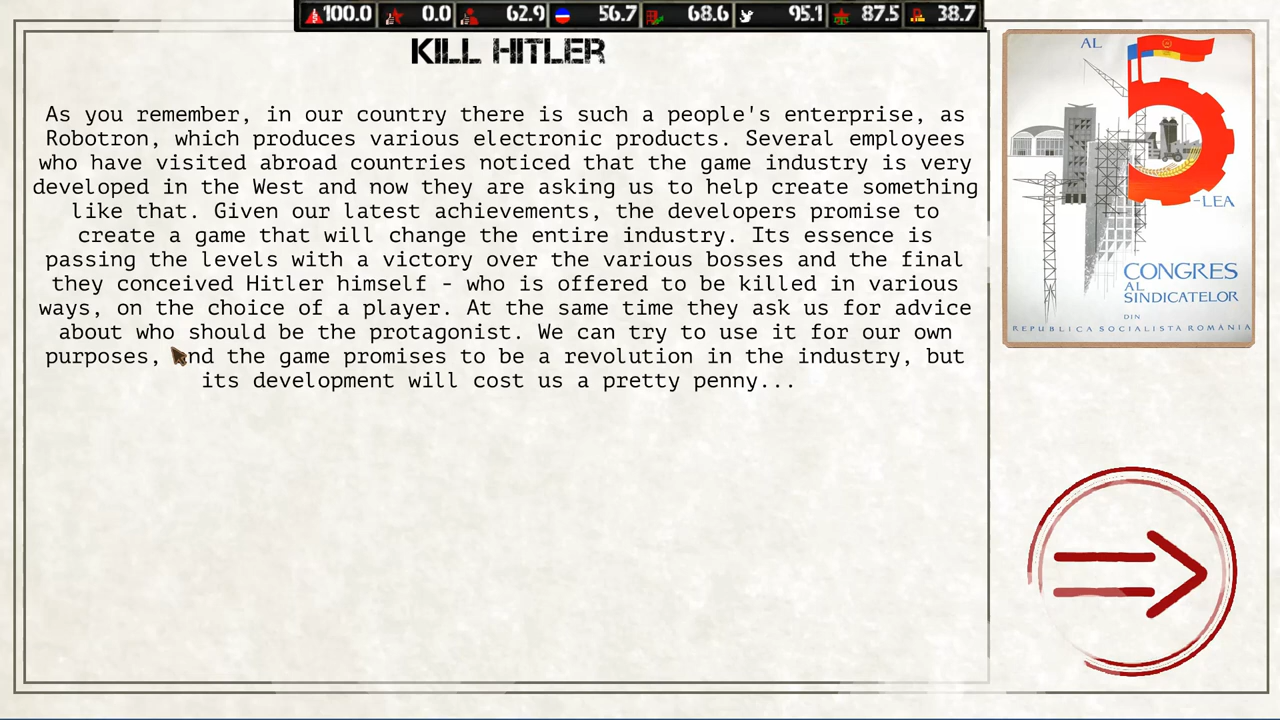 100.0 0.0 62.9 56.7 68.6 95.1 87.5 38.7
KILL HITLER
As you remember, in our country there is such a people's enterprise, as
Robotron, which produces various electronic products. Several employees
who have visited abroad countries noticed that the game industry is very
developed in the West and now they are asking us to help create something
like that. Given our latest achievements, the developers promise to
create a game that will change the entire industry. Its essence is
passing the levels with a victory over the various bosses and the final
they conceived Hitler himself - who is offered to be killed in various
ways, on the choice of a player. At the same time they ask us for advice
about who should be the protagonist. We can try to use it for our own
purposes, and the game promises to be a revolution in the industry, but
its development will cost us a pretty penny...
AL
5
-LEA
CONGRES
AL
SINDICATELOR
DIN
REPUBLICA SOCIALISTA ROMÂNIA